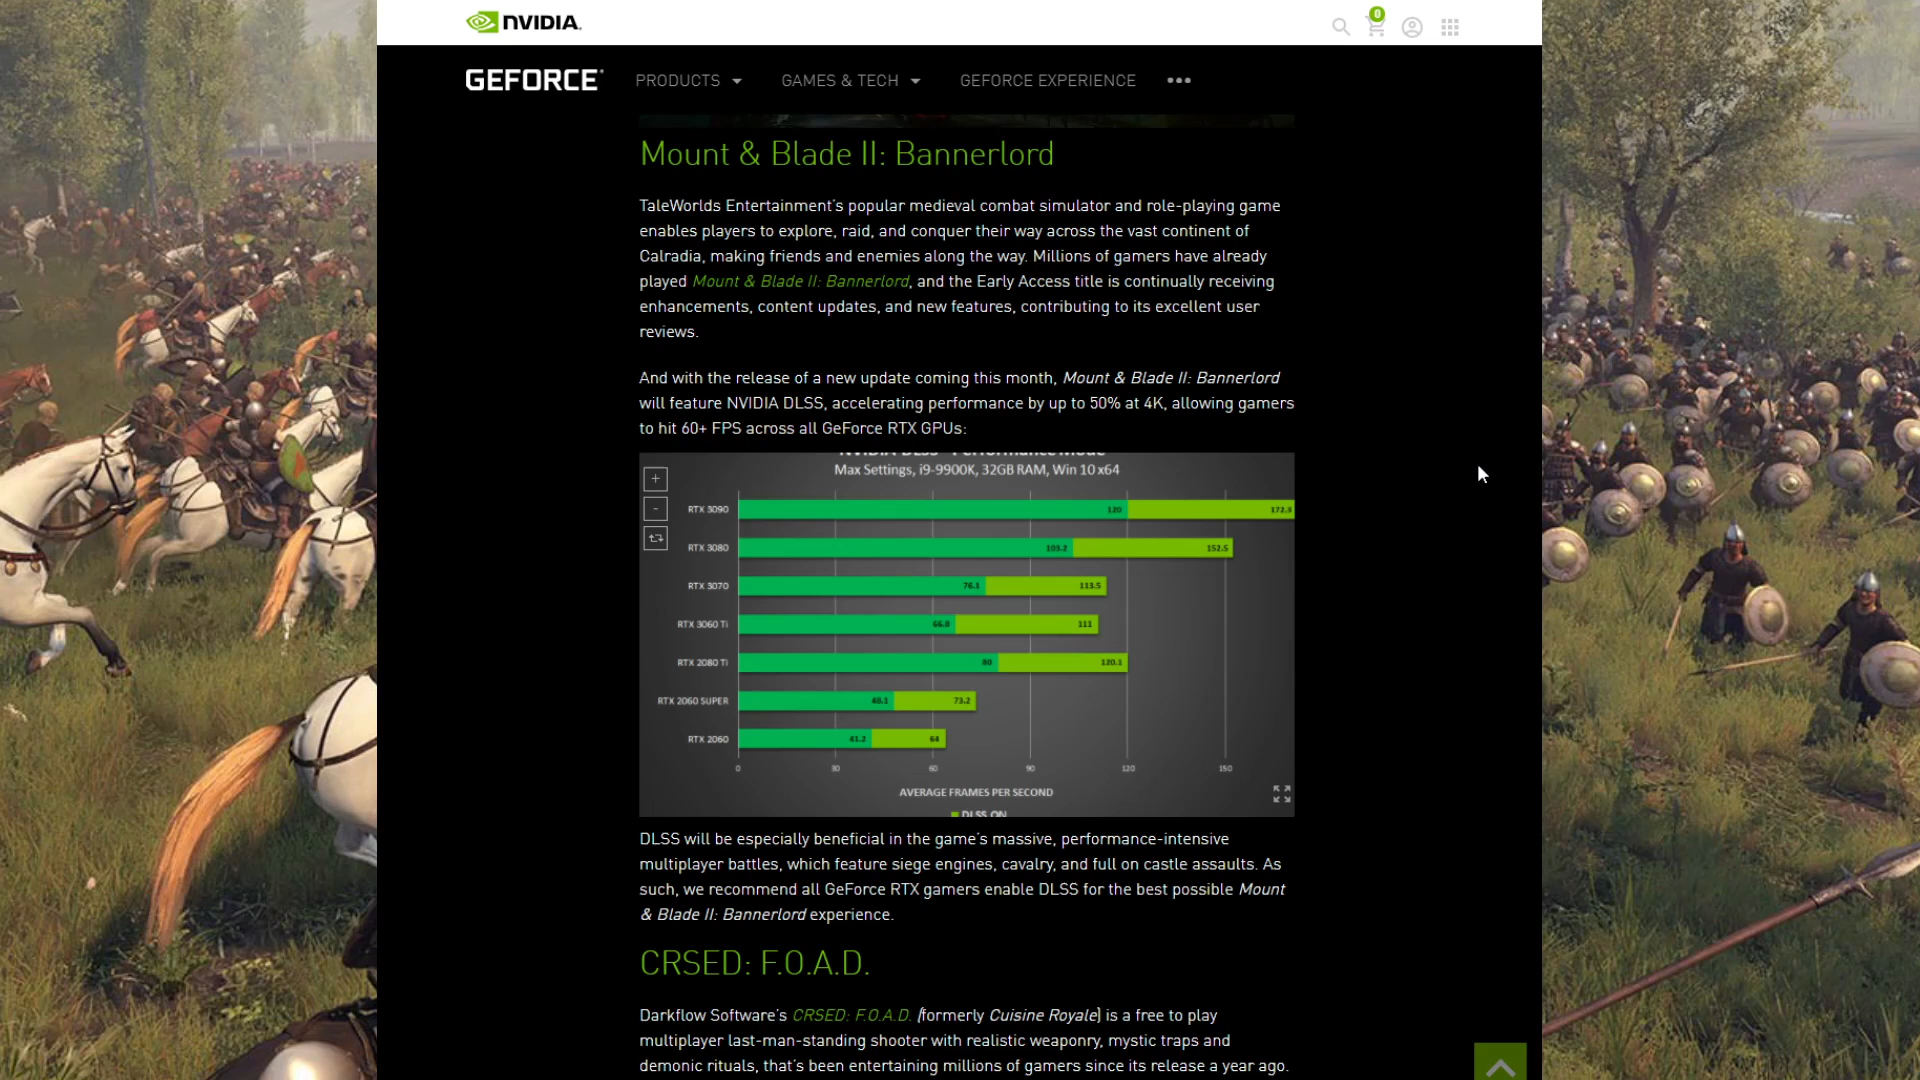 NVIDIA.
0
GEFORCE
PRODUCTS
GAMES & TECH
GEFORCE EXPERIENCE
Mount & Blade II: Bannerlord
TaleWorlds Entertainment's popular medieval combat simulator and role-playing game
enables players to explore, raid, and conquer their way across the vast continent of
Calradia, making friends and enemies along the way. Millions of gamers have already
played Mount & Blade II: Bannerlord, and the Early Access title is continually receiving
enhancements, content updates, and new features, contributing to its excellent user
reviews.
And with the release of a new update coming this month, Mount & Blade II: Bannerlord
will feature NVIDIA DLSS, accelerating performance by up to 50% at 4K, allowing gamers
to hit 60+ FPS across all GeForce RTX GPUs:
NVIDIA DLSS - Performance Mode
Max Settings, i9-9900K, 32GB RAM, Win 10 x64
+
-
RTX 3090 120 172.3
RTX 3080 103.2 152.5
RTX 3070 76.1 113.5
RTX 3060 Ti 66.8 111
RTX 2080 Ti 80 120.1
RTX 2060 SUPER 48.1 73.2
RTX 2060 41.2 64
0 30 60 90 120 150
AVERAGE FRAMES PER SECOND
DLSS ON
DLSS will be especially beneficial in the game's massive, performance-intensive
multiplayer battles, which feature siege engines, cavalry, and full on castle assaults. As
such, we recommend all GeForce RTX gamers enable DLSS for the best possible Mount
& Blade II: Bannerlord experience.
CRSED: F.O.A.D.
Darkflow Software's CRSED: F.O.A.D. (formerly Cuisine Royale) is a free to play
multiplayer last-man-standing shooter with realistic weaponry, mystic traps and
demonic rituals, that's been entertaining millions of gamers since its release a year ago.